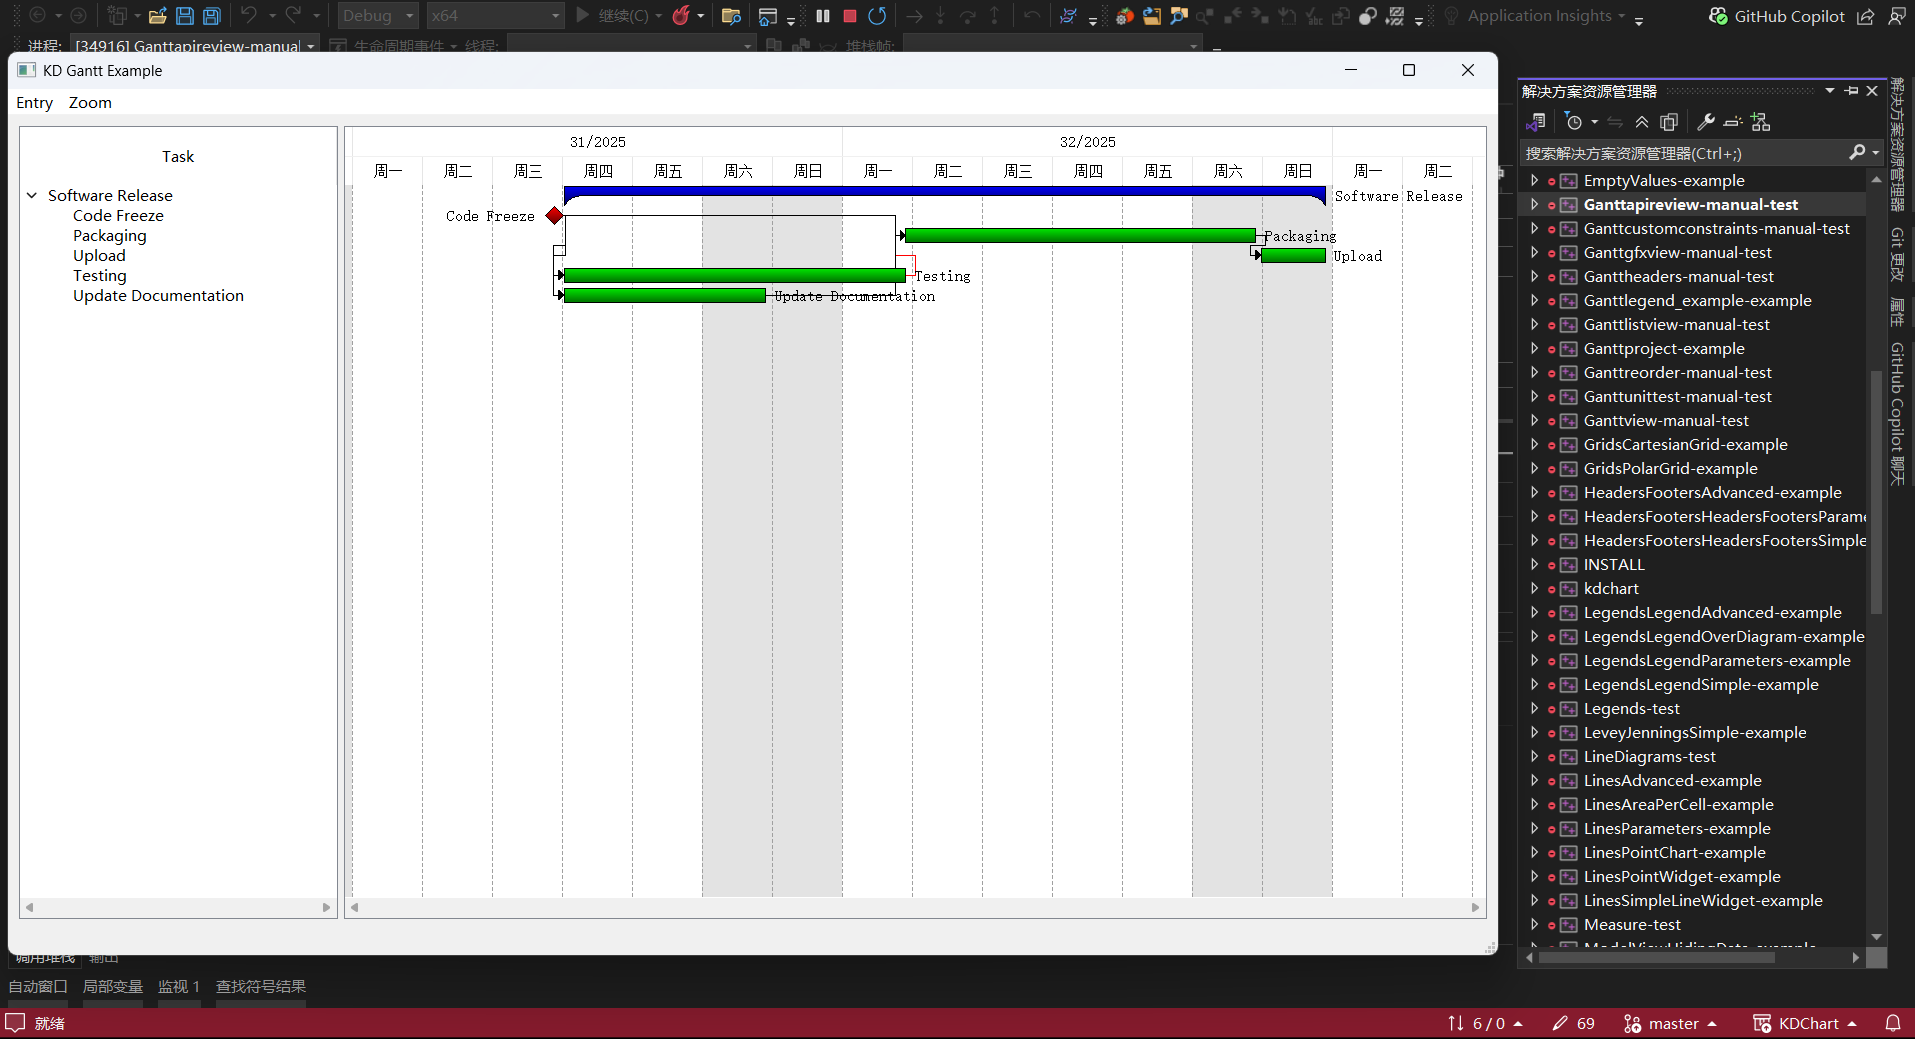 Debug
x64
继续(C)
Application Insights
GitHub Copilot
进程:
[34916] Ganttapireview-manual
生命周期事件
线程:
堆栈帧:
KD Gantt Example
Entry Zoom
Task
Software Release
Code Freeze
Packaging
Upload
Testing
Update Documentation
31/2025 32/2025
周一 周二 周三 周四 周五 周六 周日 周一 周二 周三 周四 周五 周六 周日 周一 周二
Software Release
Code Freeze
Packaging
Upload
Testing
Update Documentation
解决方案资源管理器
搜索解决方案资源管理器(Ctrl+;)
EmptyValues-example
Ganttapireview-manual-test
Ganttcustomconstraints-manual-test
Ganttgfxview-manual-test
Ganttheaders-manual-test
Ganttlegend_example-example
Ganttlistview-manual-test
Ganttproject-example
Ganttreorder-manual-test
Ganttunittest-manual-test
Ganttview-manual-test
GridsCartesianGrid-example
GridsPolarGrid-example
HeadersFootersAdvanced-example
HeadersFootersHeadersFootersParame
HeadersFootersHeadersFootersSimple
INSTALL
kdchart
LegendsLegendAdvanced-example
LegendsLegendOverDiagram-example
LegendsLegendParameters-example
LegendsLegendSimple-example
Legends-test
LeveyJenningsSimple-example
LineDiagrams-test
LinesAdvanced-example
LinesAreaPerCell-example
LinesParameters-example
LinesPointChart-example
LinesPointWidget-example
LinesSimpleLineWidget-example
Measure-test
ModelViewHidingData-example
解决方案资源管理器
Git 更改
属性
GitHub Copilot 聊天
调用堆栈 输出
自动窗口 局部变量 监视 1 查找符号结果
就绪
6 / 0
69
master
KDChart